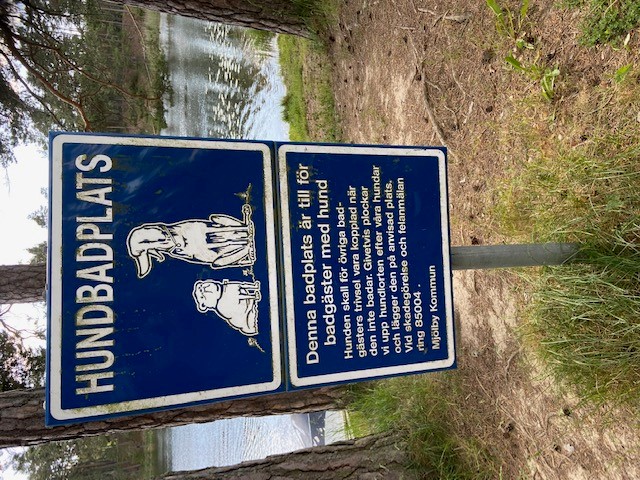 HUNDBADPLATS
Denna badplats är till för
badgäster med hund
Hunden skall för övriga bad-
gästers trivsel vara kopplad när
den inte badar. Givetvis plockar
vi upp hundlorten efter våra hundar
och lägger den på anvisad plats.
Vid skadegörelse och felanmälan
ring 85004 .
Mjölby Kommun